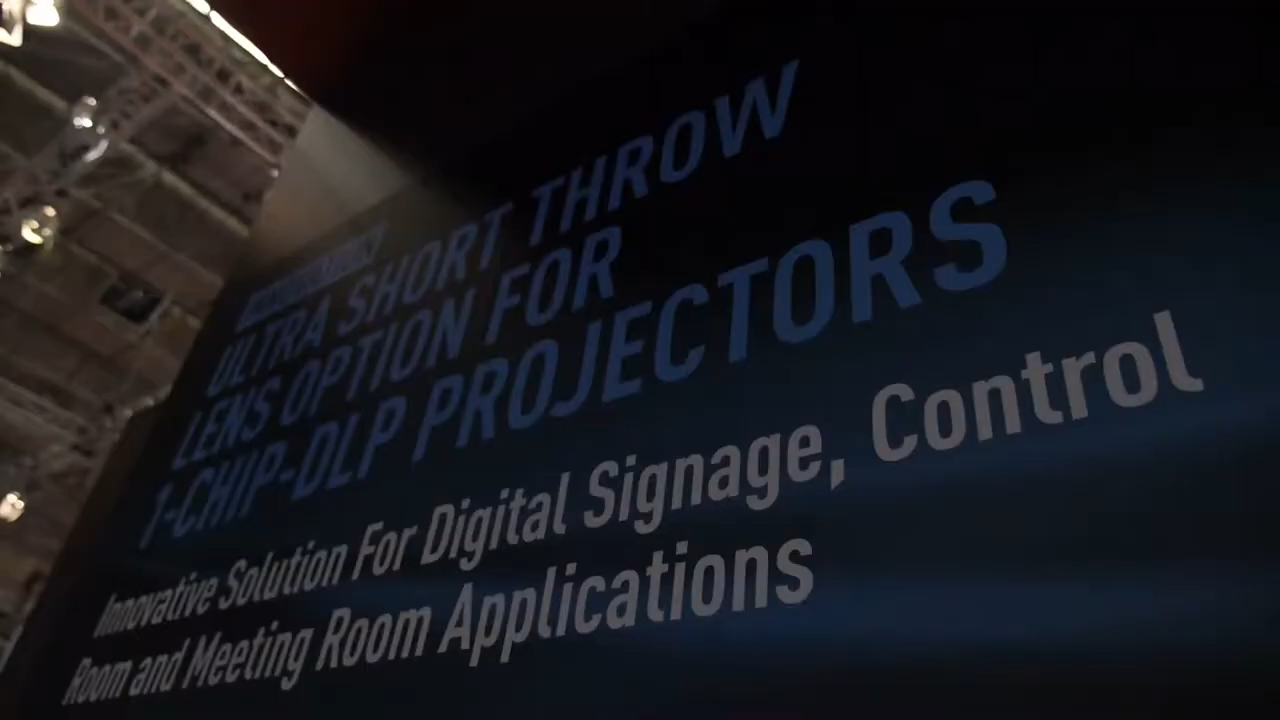 ULTRA SHORT THROW
LENS OPTION FOR
1-CHIP-DLP PROJECTORS
Innovative Solution For Digital Signage, Control
Room and Meeting Room Applications